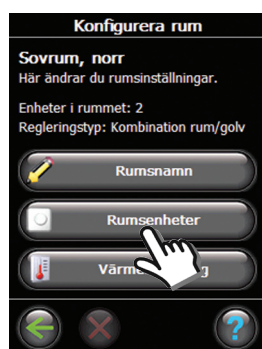 Konfigurera rum
Sovrum, norr
Här ändrar du rumsinställningar.
Enheter i rummet: 2
Regleringstyp: Kombination rum/golv
Rumsnamn
Rumsenheter
?